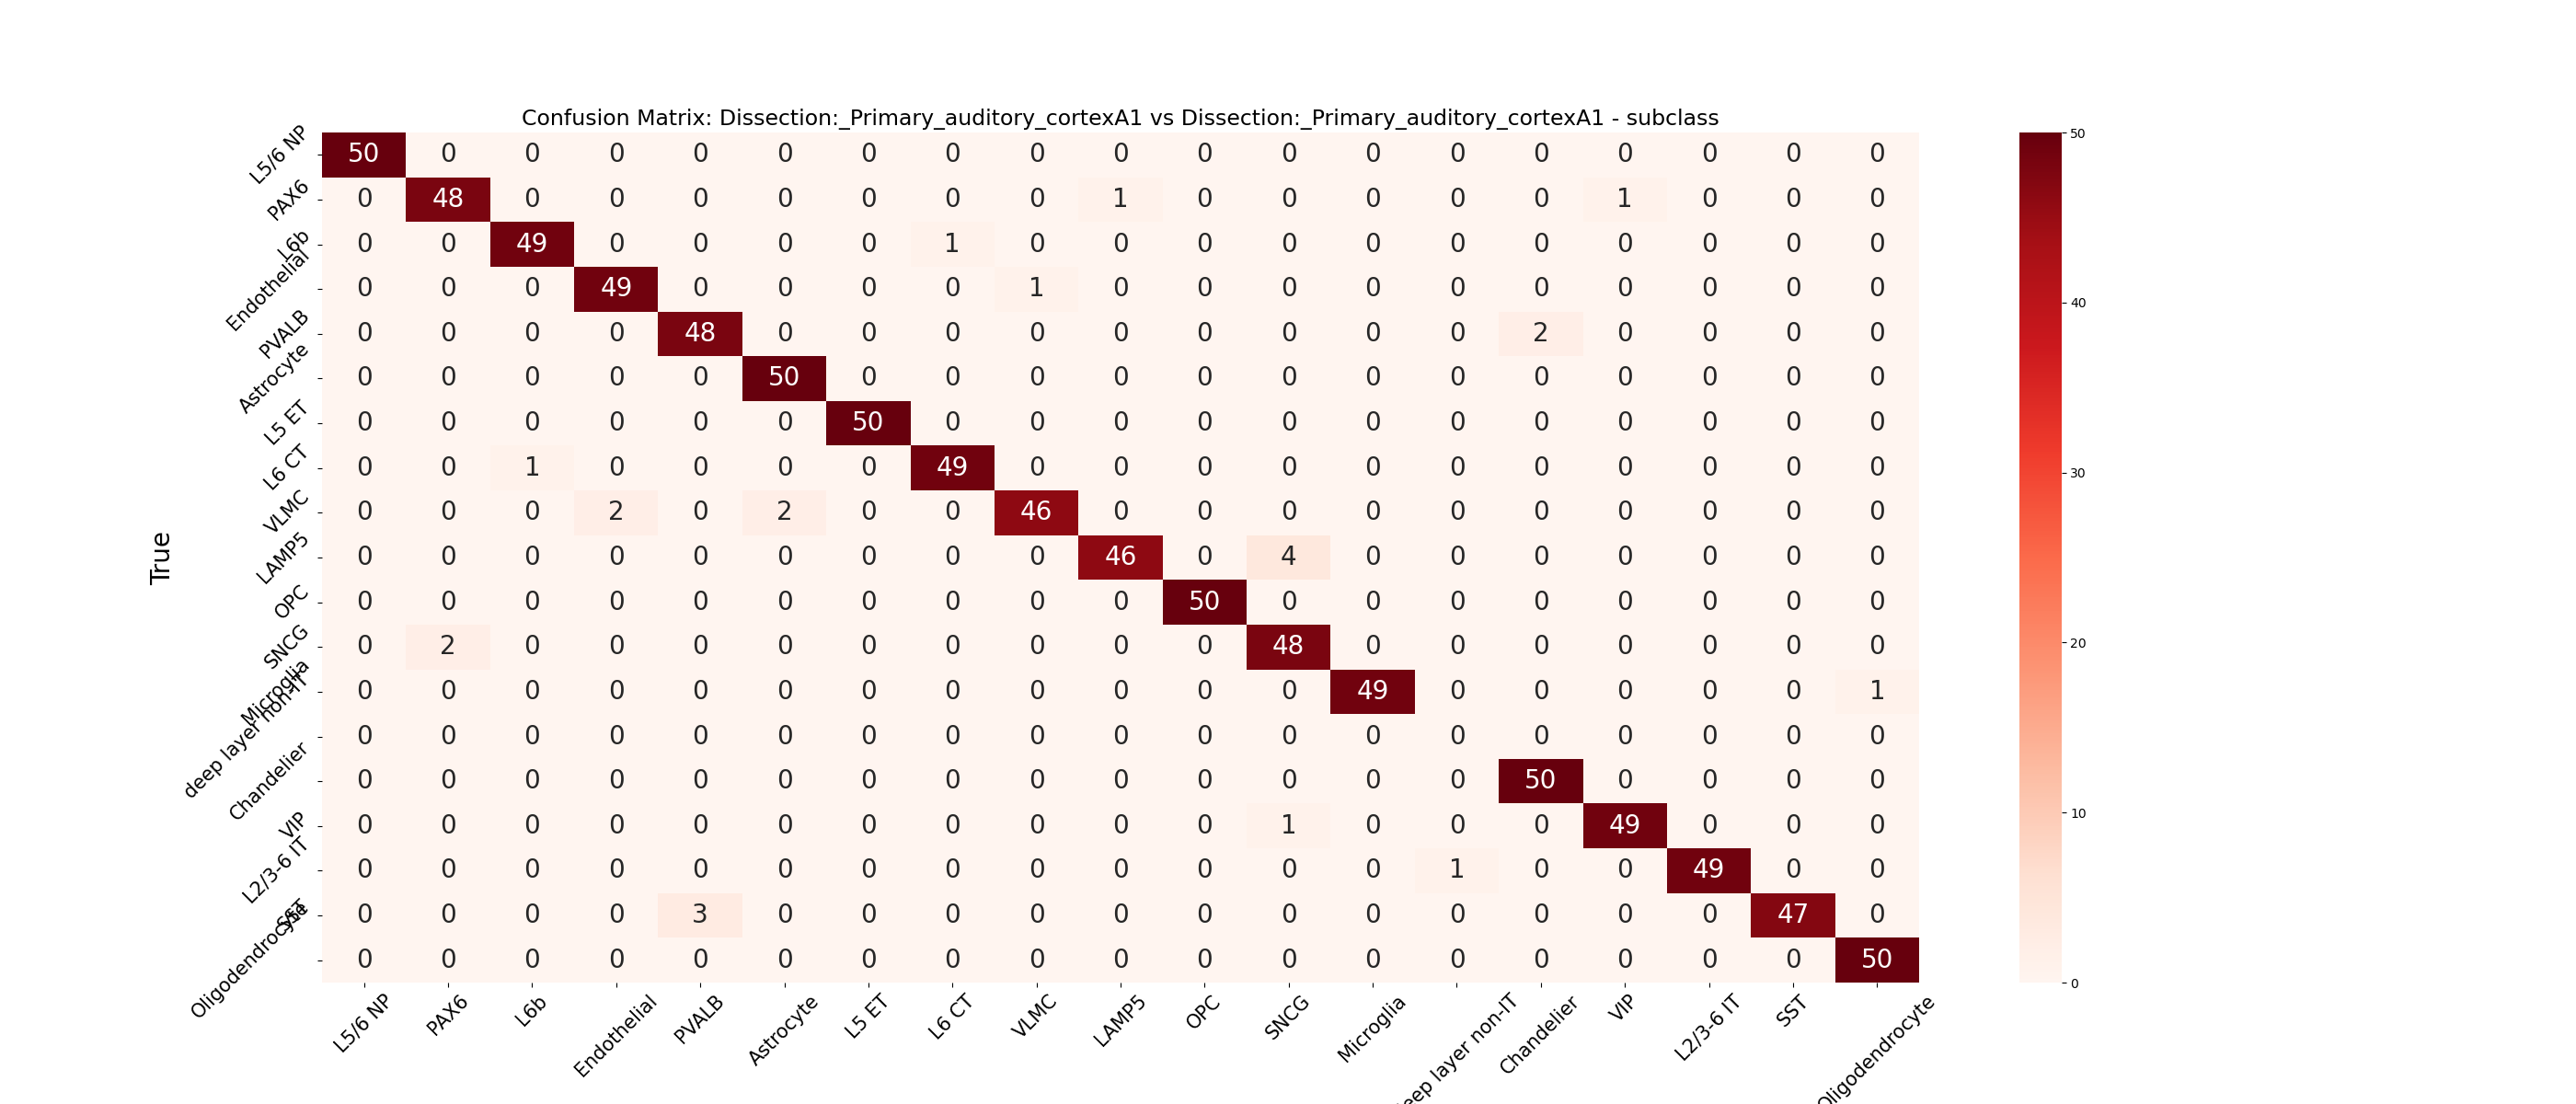 Confusion Matrix: Dissection:_Primary_auditory_cortexA1 vs Dissection:_Primary_auditory_cortexA1 - subclass
True
L5/6 NP 50 0 0 0 0 0 0 0 0 0 0 0 0 0 0 0 0 0 0
PAX6 0 48 0 0 0 0 0 0 0 1 0 0 0 0 0 1 0 0 0
L6b 0 0 49 0 0 0 0 1 0 0 0 0 0 0 0 0 0 0 0
Endothelial 0 0 0 49 0 0 0 0 1 0 0 0 0 0 0 0 0 0 0
PVALB 0 0 0 0 48 0 0 0 0 0 0 0 0 0 2 0 0 0 0
Astrocyte 0 0 0 0 0 50 0 0 0 0 0 0 0 0 0 0 0 0 0
L5 ET 0 0 0 0 0 0 50 0 0 0 0 0 0 0 0 0 0 0 0
L6 CT 0 0 1 0 0 0 0 49 0 0 0 0 0 0 0 0 0 0 0
VLMC 0 0 0 2 0 2 0 0 46 0 0 0 0 0 0 0 0 0 0
LAMP5 0 0 0 0 0 0 0 0 0 46 0 4 0 0 0 0 0 0 0
OPC 0 0 0 0 0 0 0 0 0 0 50 0 0 0 0 0 0 0 0
SNCG 0 2 0 0 0 0 0 0 0 0 0 48 0 0 0 0 0 0 0
Microglia 0 0 0 0 0 0 0 0 0 0 0 0 49 0 0 0 0 0 1
deep layer non-IT 0 0 0 0 0 0 0 0 0 0 0 0 0 0 0 0 0 0 0
Chandelier 0 0 0 0 0 0 0 0 0 0 0 0 0 0 50 0 0 0 0
VIP 0 0 0 0 0 0 0 0 0 0 0 1 0 0 0 49 0 0 0
L2/3-6 IT 0 0 0 0 0 0 0 0 0 0 0 0 0 1 0 0 49 0 0
SST 0 0 0 0 3 0 0 0 0 0 0 0 0 0 0 0 0 47 0
Oligodendrocyte 0 0 0 0 0 0 0 0 0 0 0 0 0 0 0 0 0 0 50
L5/6 NP PAX6 L6b Endothelial PVALB Astrocyte L5 ET L6 CT VLMC LAMP5 OPC SNCG Microglia eep layer non-IT Chandelier VIP L2/3-6 IT SST Oligodendrocyte
50
40
30
20
10
0